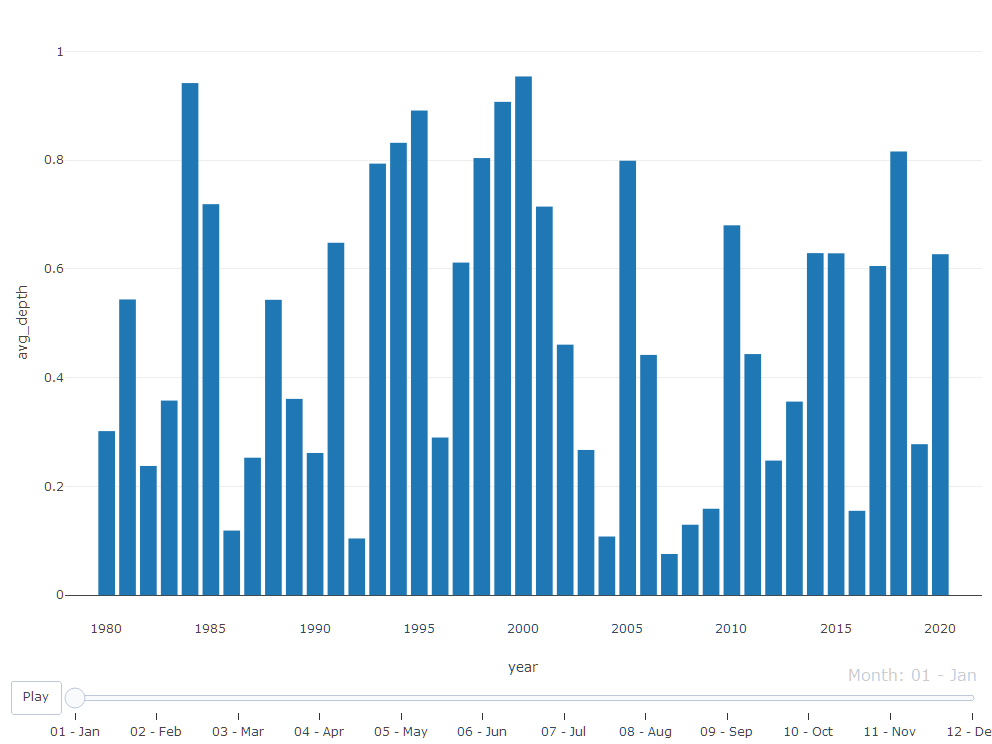 1
0.8
0.6
0.4
0.2
0
avg_depth
1980 1985 1990 1995 2000 2005 2010 2015 2020
year
Month: 01 - Jan
Play
01 - Jan 02 - Feb 03 - Mar 04 - Apr 05 - May 06 - Jun 07 - Jul 08 - Aug 09 - Sep 10 - Oct 11 - Nov 12 - De